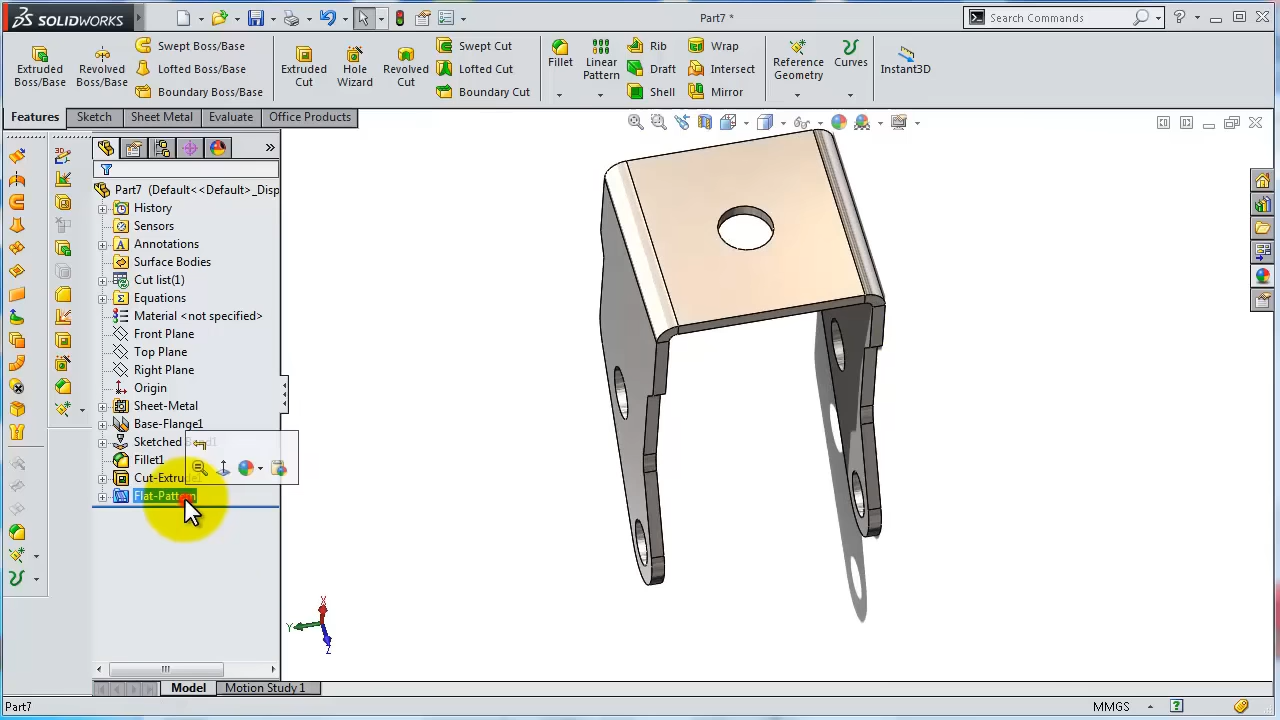 SOLIDWORKS
Part7 *
Search Commands
Extruded Boss/Base
Revolved Boss/Base
Swept Boss/Base
Lofted Boss/Base
Boundary Boss/Base
Extruded Cut
Hole Wizard
Revolved Cut
Swept Cut
Lofted Cut
Boundary Cut
Fillet
Linear Pattern
Rib
Draft
Shell
Wrap
Intersect
Mirror
Reference Geometry
Curves
Instant3D
Features
Sketch
Sheet Metal
Evaluate
Office Products
Part7 (Default<<Default>_Disp
History
Sensors
Annotations
Surface Bodies
Cut list(1)
Equations
Material <not specified>
Front Plane
Top Plane
Right Plane
Origin
Sheet-Metal
Base-Flange1
Sketched Bend1
Fillet1
Cut-Extrude
Flat-Pattern
X
Y
Z
Model
Motion Study 1
Part7
MMGS